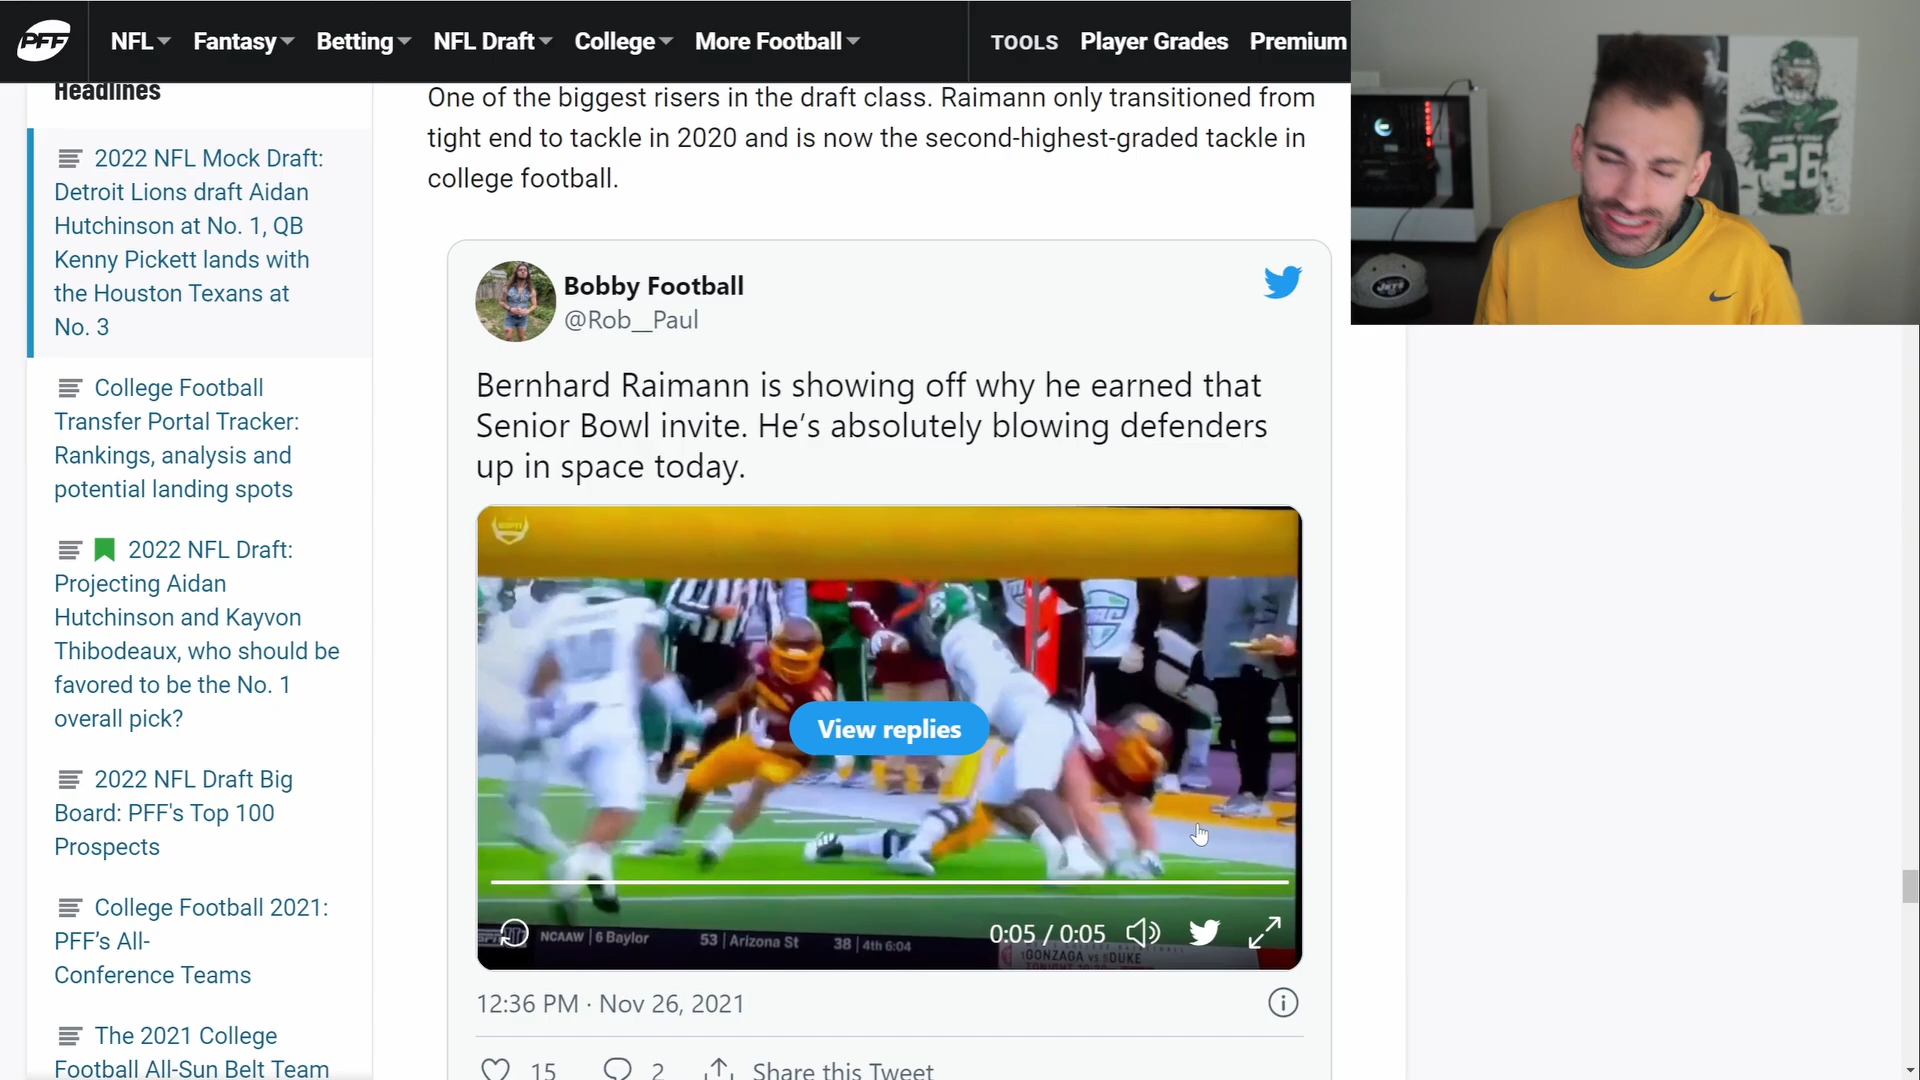 PFF
NFL
Fantasy
Betting
NFL Draft
College
More Football
TOOLS
Player Grades
Premium
Headlines
2022 NFL Mock Draft:
Detroit Lions draft Aidan
Hutchinson at No. 1, QB
Kenny Pickett lands with
the Houston Texans at
No. 3
College Football
Transfer Portal Tracker:
Rankings, analysis and
potential landing spots
2022 NFL Draft:
Projecting Aidan
Hutchinson and Kayvon
Thibodeaux, who should be
favored to be the No. 1
overall pick?
2022 NFL Draft Big
Board: PFF's Top 100
Prospects
College Football 2021:
PFF’s All-
Conference Teams
The 2021 College
Football All-Sun Belt Team
One of the biggest risers in the draft class. Raimann only transitioned from
tight end to tackle in 2020 and is now the second-highest-graded tackle in
college football.
Bobby Football
@Rob__Paul
Bernhard Raimann is showing off why he earned that
Senior Bowl invite. He’s absolutely blowing defenders
up in space today.
View replies
0:05 / 0:05
NCAAW | 6 Baylor 53 | Arizona St 38 | 4th 6:04
GONZAGA vs 5 DUKE
12:36 PM · Nov 26, 2021
15
2
Share this Tweet
JETS
26